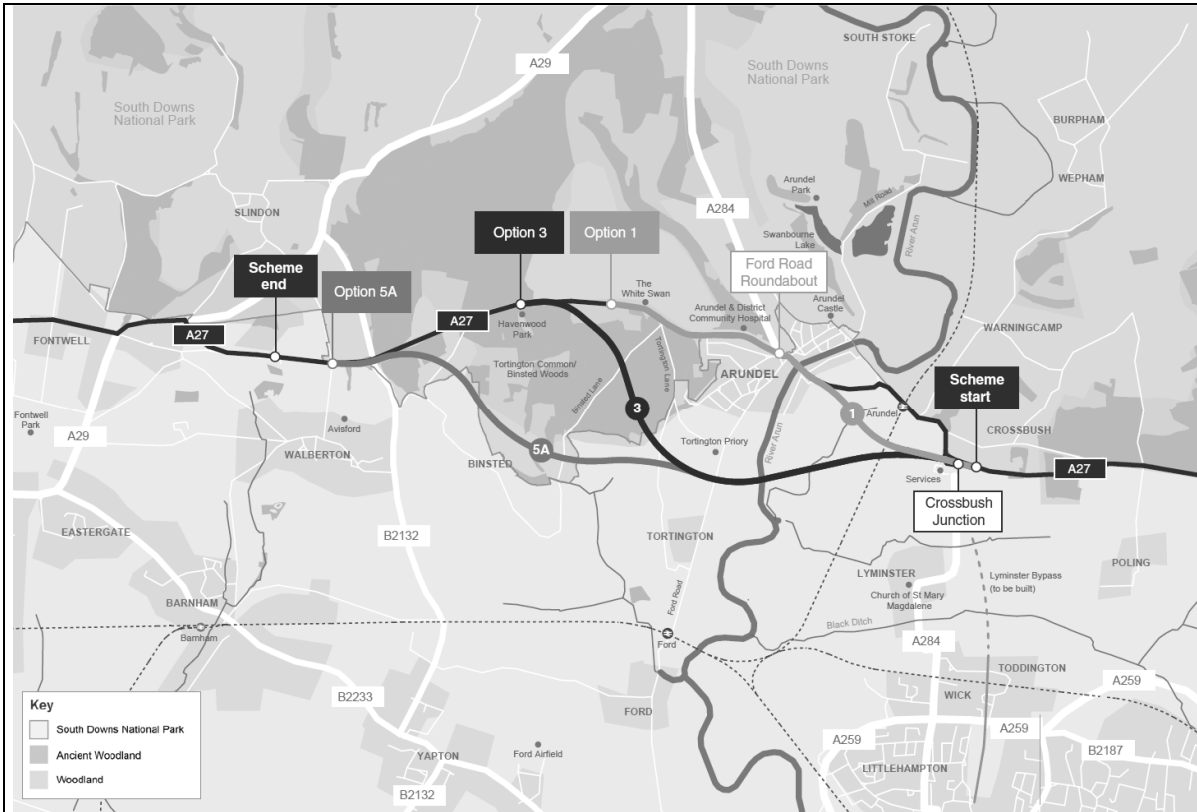 SOUTH STOKE
A29
South Downs
National Park
South Downs
National Park
BURPHAM
WEPHAM
Arundel
Park
Mill Road
A284
SLINDON
Swanbourne
Lake
River Arun
Option 3
Option 1
Scheme
end
Ford Road
Roundabout
Option 5A
The
White Swan
Arundel & District
Community Hospital
Arundel
Castle
A27
A27
Havenwood
Park
FONTWELL
WARNINGCAMP
Tortington Common/
Binsted Woods
Tortington Lane
Binsted Lane
ARUNDEL
Scheme
start
3
1
Arundel
Fontwell
Park
A29
Avisford
CROSSBUSH
WALBERTON
BINSTED
5A
Tortington Priory
River Arun
Services
A27
Crossbush
Junction
EASTERGATE
B2132
TORTINGTON
LYMINSTER
Church of St Mary
Magdalene
Lyminster Bypass
(to be built)
POLING
BARNHAM
Barnham
Ford Road
Ford
Black Ditch
A284
TODDINGTON
WICK
A259
Key
South Downs National Park
Ancient Woodland
Woodland
B2233
FORD
YAPTON
Ford Airfield
A259
A259
B2187
LITTLEHAMPTON
B2132